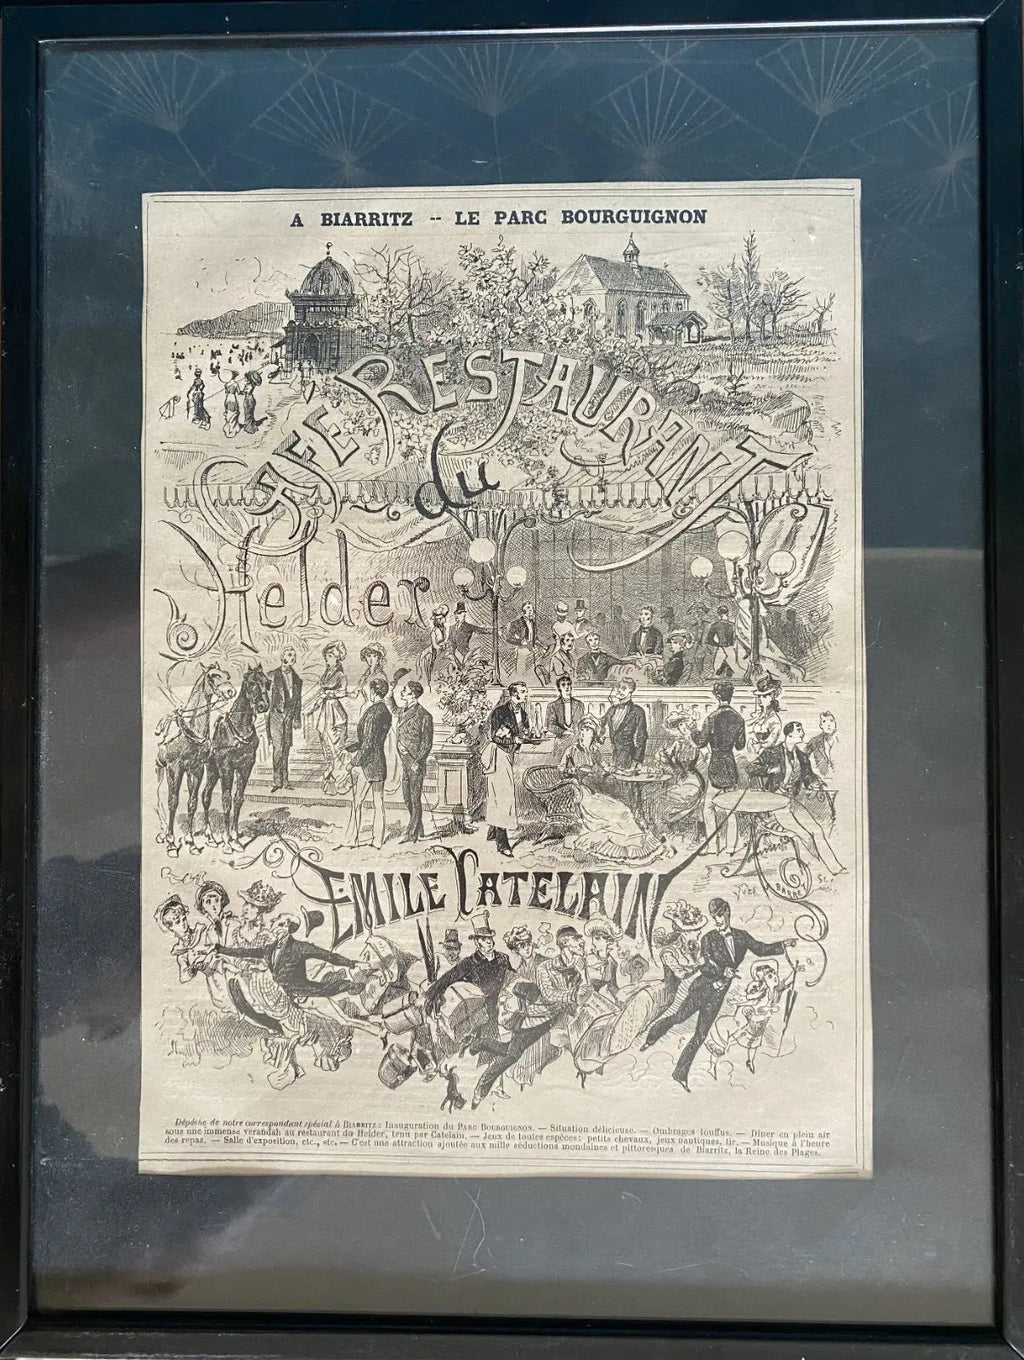 A BIARRITZ -- LE PARC BOURGUIGNON
CAFÉ RESTAURANT
du
Helder
EMILE CATELAIN
Yves
BARRET Sc
Dépêche de notre correspondant spécial à BIARRITZ : Inauguration du PARC BOURGUIGNON. — Situation délicieuse. — Ombrages touffus. — Diner en plein air
sous une immense verandah au restaurant du Helder, tenu par Catelain. — Jeux de toutes espèces : petits chevaux, jeux nautiques, tir. — Musique à l'heure
des repas. — Salle d'exposition, etc., etc. — C'est une attraction ajoutée aux mille séductions mondaines et pittoresques de Biarritz, la Reine des Plages.